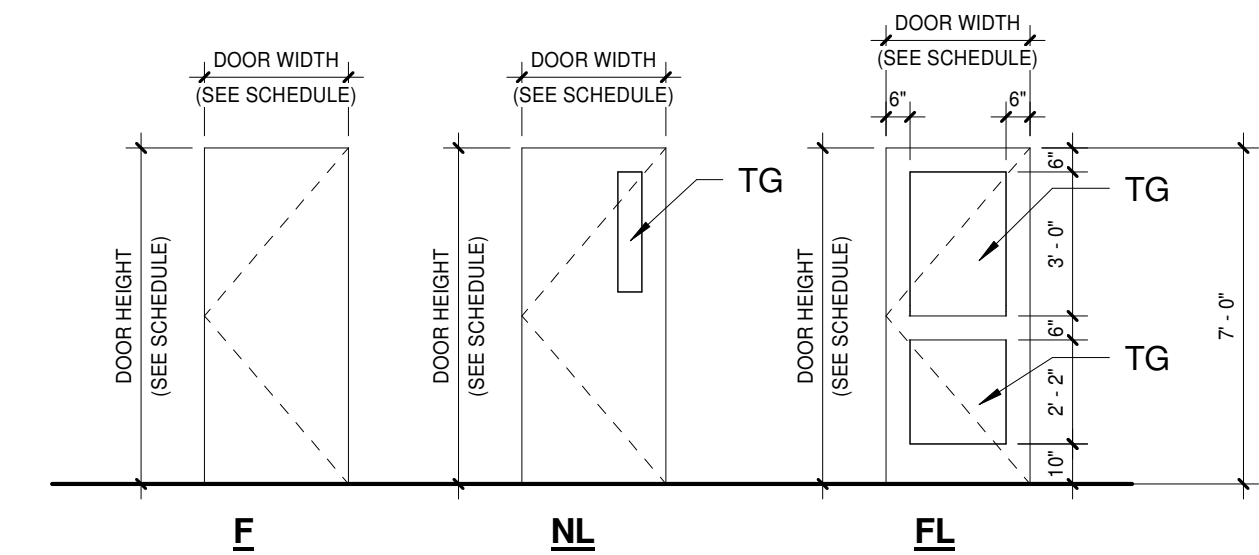 DOOR WIDTH
(SEE SCHEDULE)
DOOR HEIGHT
(SEE SCHEDULE)
F
DOOR WIDTH
(SEE SCHEDULE)
DOOR HEIGHT
(SEE SCHEDULE)
TG
NL
DOOR WIDTH
(SEE SCHEDULE)
6"
6"
DOOR HEIGHT
(SEE SCHEDULE)
TG
TG
6"
3' - 0"
6"
2' - 2"
10"
7' - 0"
FL